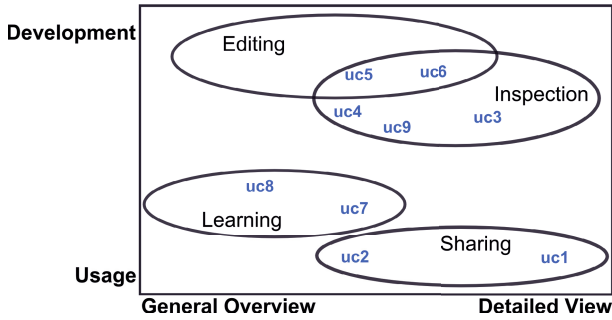 Development
Editing
uc5
uc6
Inspection
uc4
uc3
uc9
uc8
uc7
Learning
Sharing
uc2
uc1
Usage
General Overview
Detailed View